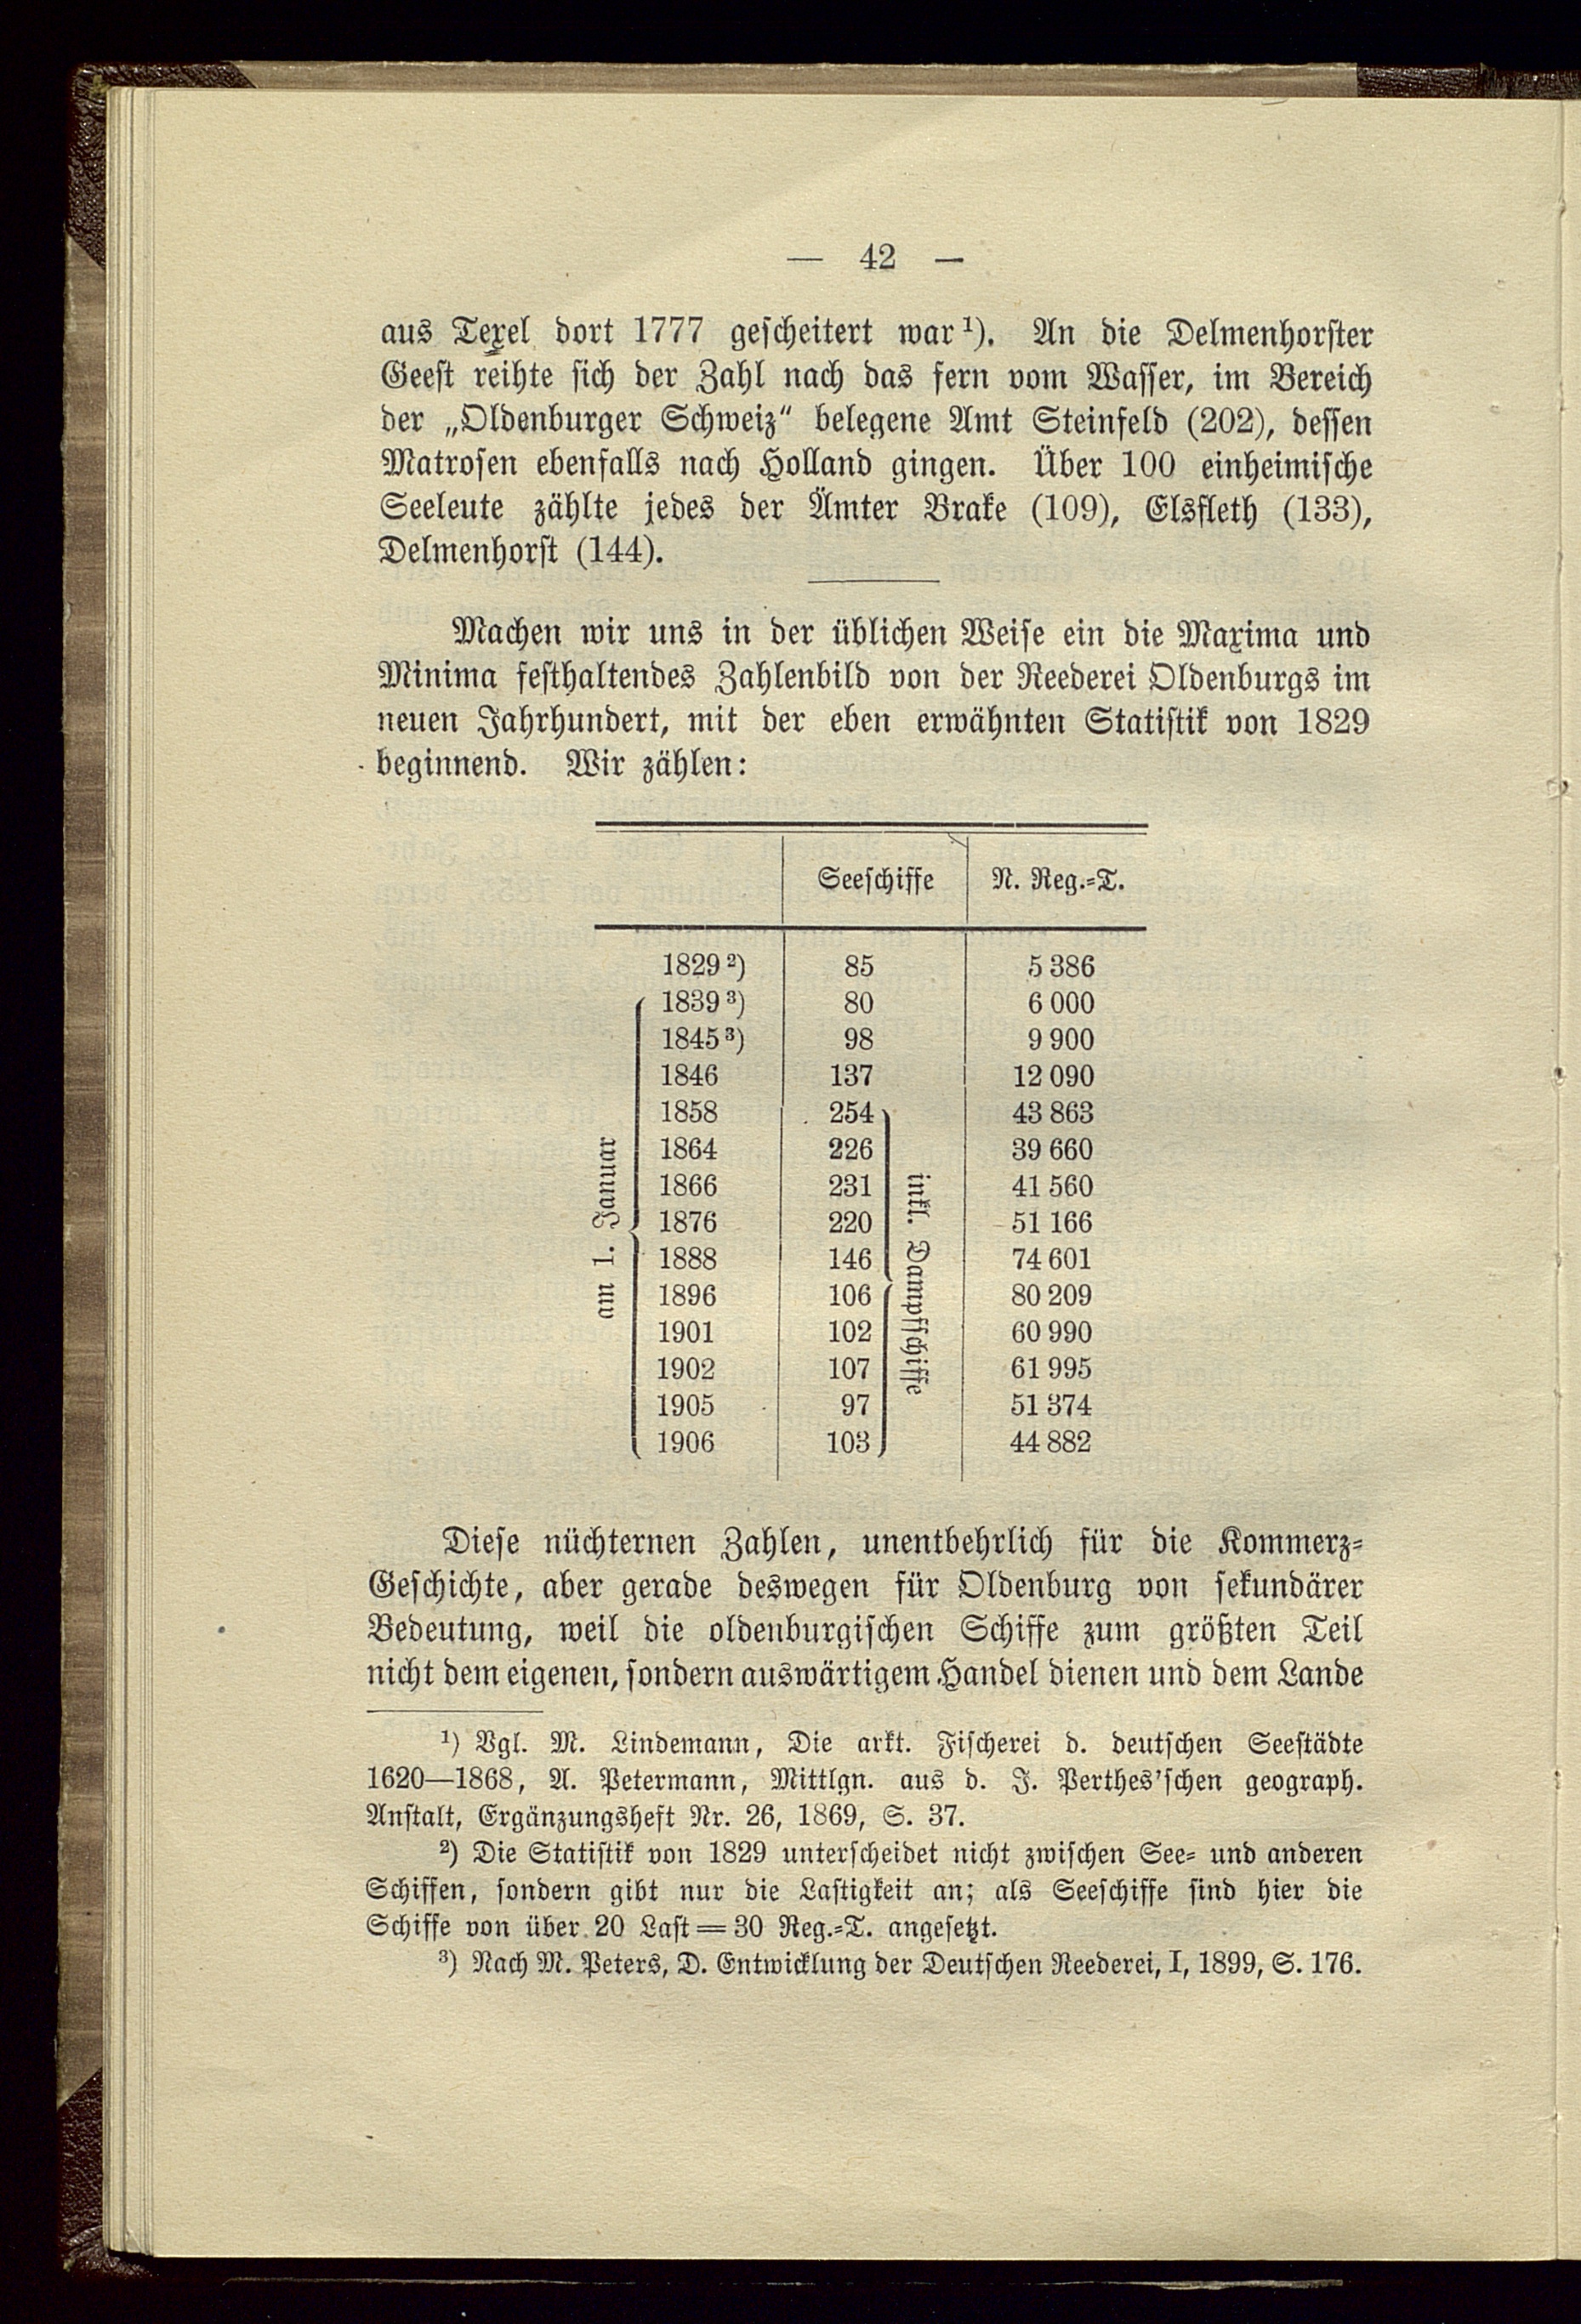 — 42 —
aus Texel dort 1777 gescheitert war¹). An die Delmenhorster
Geest reihte sich der Zahl nach das fern vom Wasser, im Bereich
der „Oldenburger Schweiz“ belegene Amt Steinfeld (202), dessen
Matrosen ebenfalls nach Holland gingen. Über 100 einheimische
Seeleute zählte jedes der Ämter Brake (109), Elsfleth (133),
Delmenhorst (144).
Machen wir uns in der üblichen Weise ein die Maxima und
Minima festhaltendes Zahlenbild von der Reederei Oldenburgs im
neuen Jahrhundert, mit der eben erwähnten Statistik von 1829
beginnend. Wir zählen:
Seeschiffe N. Reg.=T.
1829²) 85 5 386
1839³) 80 6 000
1845³) 98 9 900
1846 137 12 090
1858 254 43 863
1864 226 39 660
1866 231 41 560
1876 220 51 166
1888 146 74 601
1896 106 80 209
1901 102 60 990
1902 107 61 995
1905 97 51 374
1906 103 44 882
am 1. Januar
inkl. Dampfschiffe
Diese nüchternen Zahlen, unentbehrlich für die Kommerz=
Geschichte, aber gerade deswegen für Oldenburg von sekundärer
Bedeutung, weil die oldenburgischen Schiffe zum größten Teil
nicht dem eigenen, sondern auswärtigem Handel dienen und dem Lande
¹) Vgl. M. Lindemann, Die arkt. Fischerei d. deutschen Seestädte
1620—1868, A. Petermann, Mittlgn. aus d. J. Perthes’schen geograph.
Anstalt, Ergänzungsheft Nr. 26, 1869, S. 37.
²) Die Statistik von 1829 unterscheidet nicht zwischen See= und anderen
Schiffen, sondern gibt nur die Lastigkeit an; als Seeschiffe sind hier die
Schiffe von über 20 Last = 30 Reg.=T. angesetzt.
³) Nach M. Peters, D. Entwicklung der Deutschen Reederei, I, 1899, S. 176.